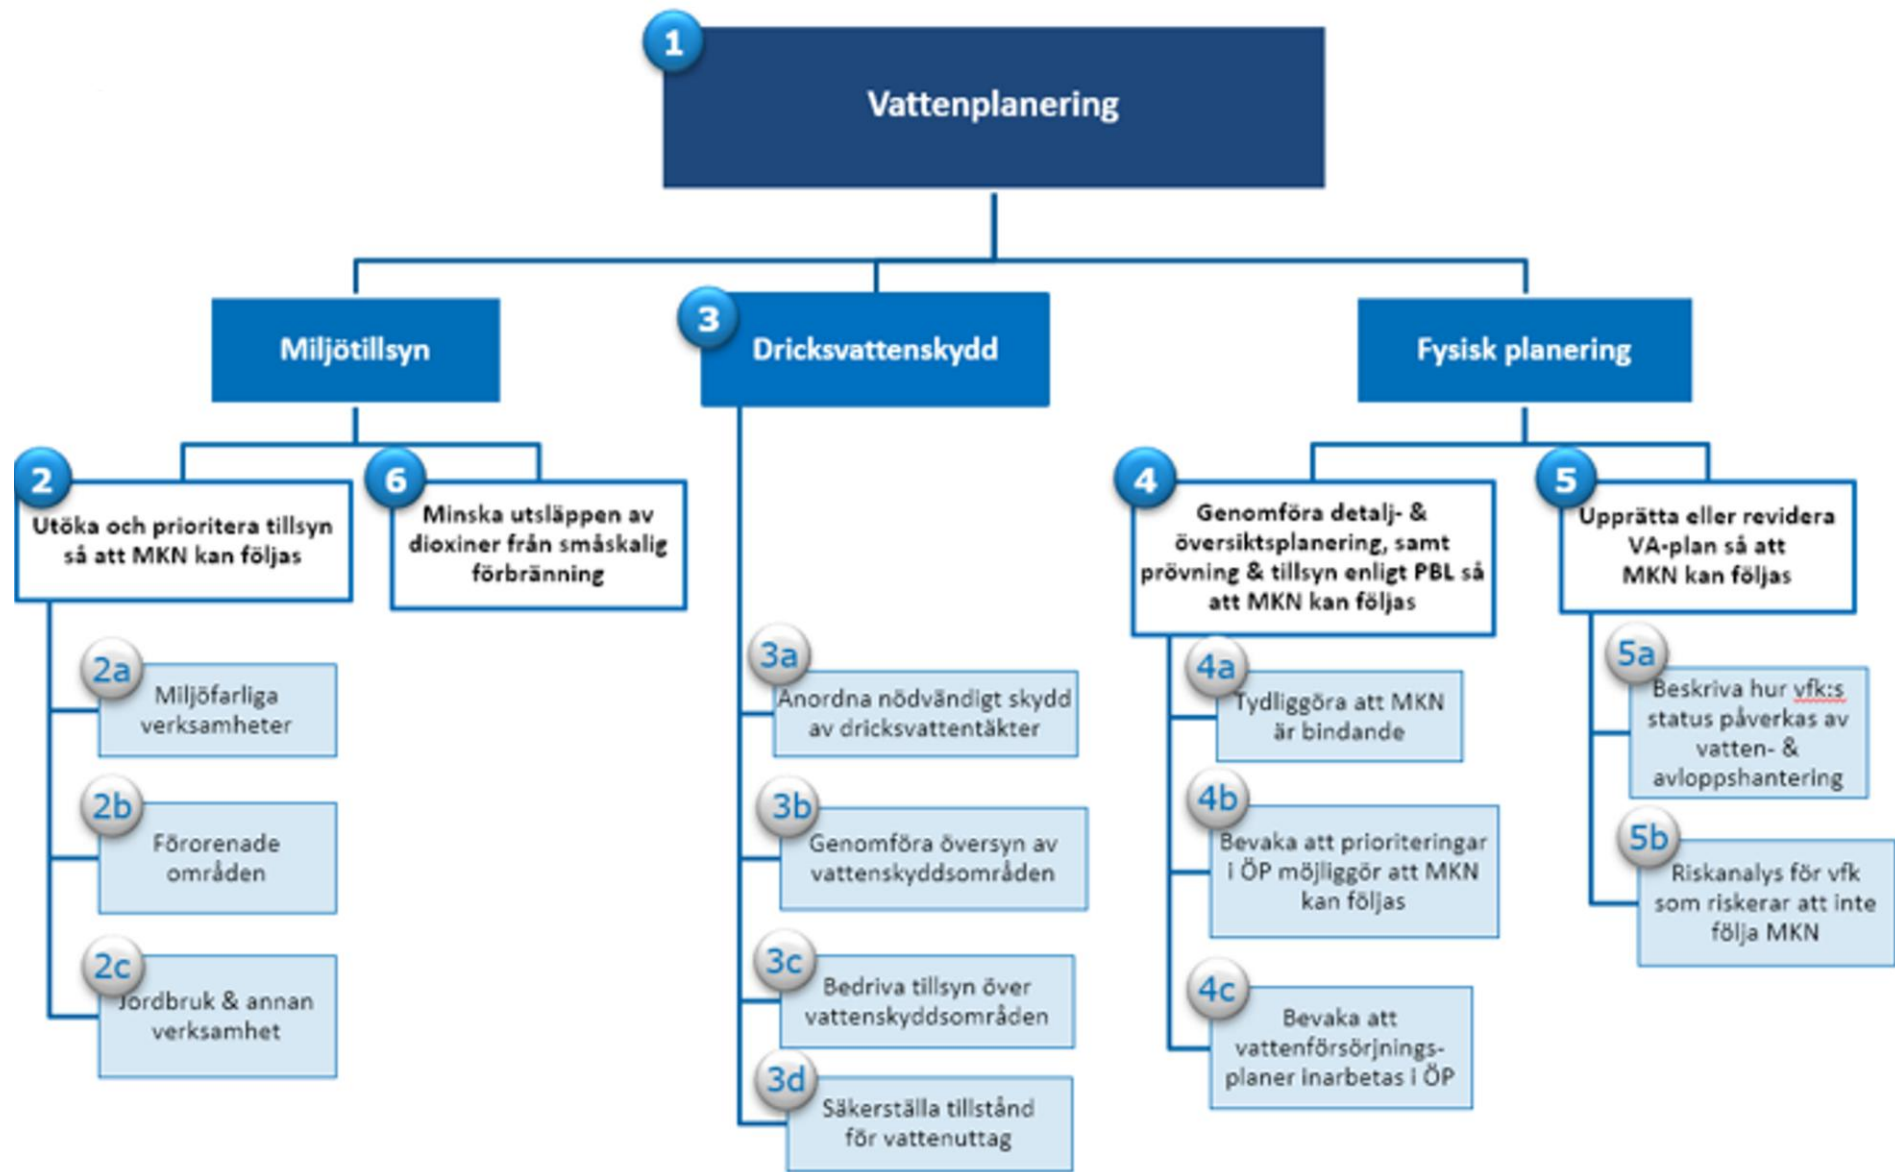 1
Vattenplanering
Miljötillsyn
3
Dricksvattenskydd
Fysisk planering
2
Utöka och prioritera tillsyn
så att MKN kan följas
6
Minska utsläppen av
dioxiner från småskalig
förbränning
4
Genomföra detalj- &
översiktsplanering, samt
prövning & tillsyn enligt PBL så
att MKN kan följas
5
Upprätta eller revidera
VA-plan så att
MKN kan följas
2a
Miljöfarliga
verksamheter
2b
Förorenade
områden
2c
Jordbruk & annan
verksamhet
3a
Anordna nödvändigt skydd
av dricksvattentäkter
3b
Genomföra översyn av
vattenskyddsområden
3c
Bedriva tillsyn över
vattenskyddsområden
3d
Säkerställa tillstånd
för vattenuttag
4a
Tydliggöra att MKN
är bindande
4b
Bevaka att prioriteringar
i ÖP möjliggör att MKN
kan följas
4c
Bevaka att
vattenförsörjnings-
planer inarbetas i ÖP
5a
Beskriva hur vfk:s
status påverkas av
vatten- &
avloppshantering
5b
Riskanalys för vfk
som riskerar att inte
följa MKN